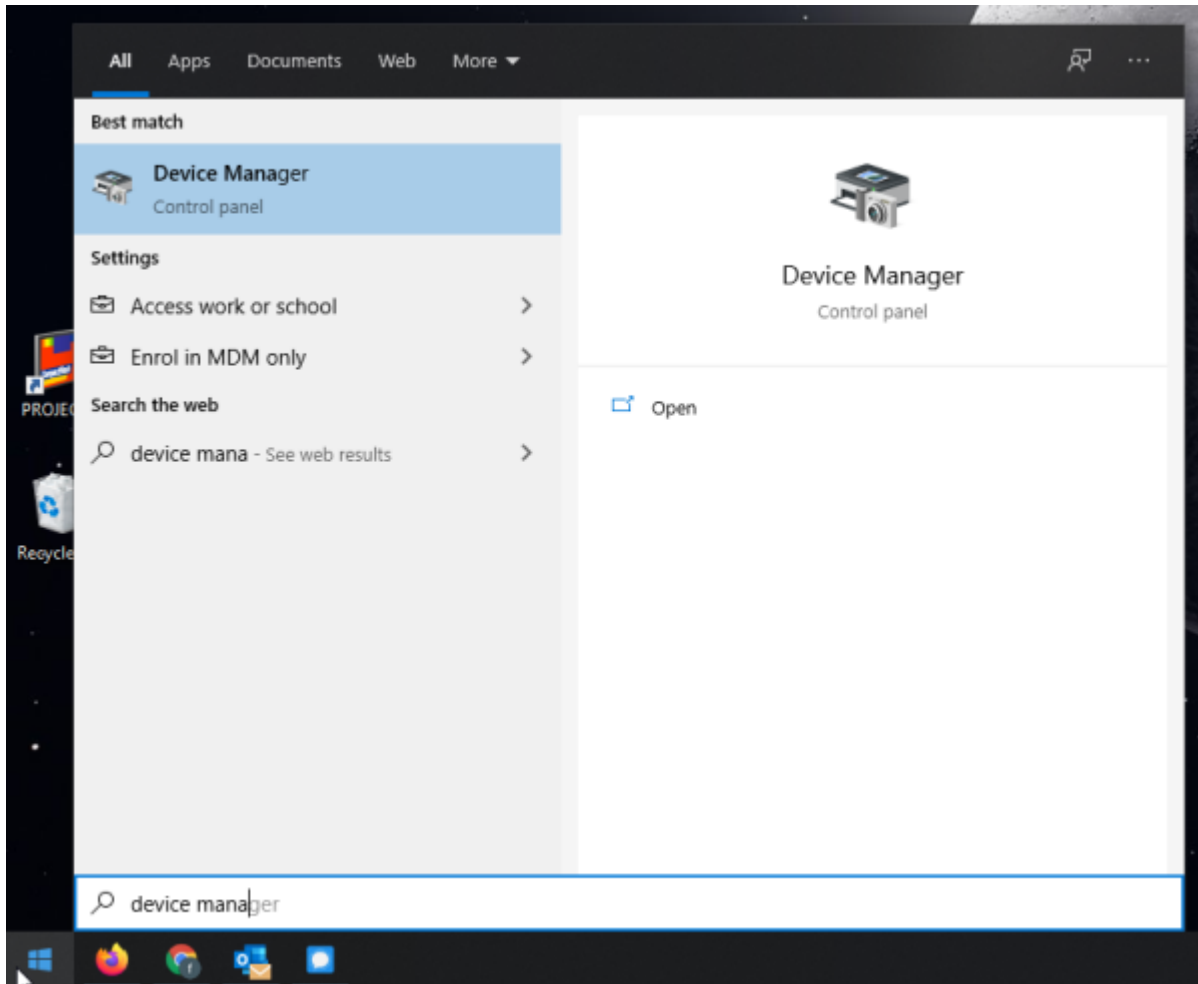 All Apps Documents Web More
Best match
Device Manager
Control panel
Settings
Access work or school
Enrol in MDM only
Search the web
device mana - See web results
device manager
Device Manager
Control panel
Open
PROJEC
Recycle